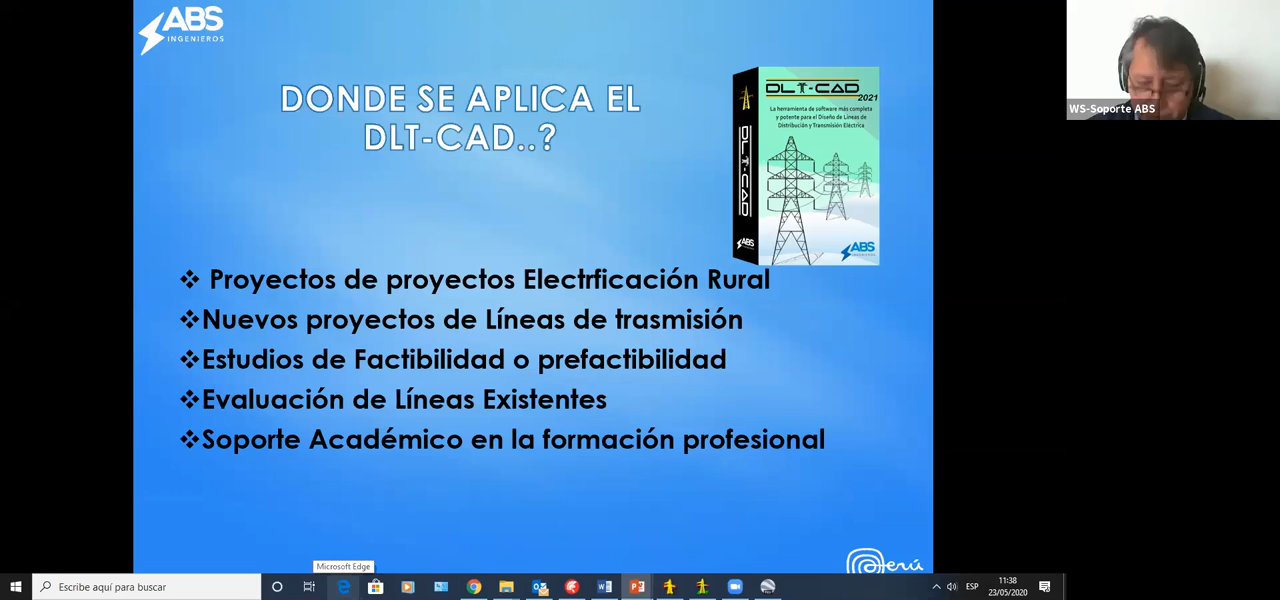 ABS
INGENIEROS
DONDE SE APLICA EL
DLT-CAD..?
DLT-CAD
2021
La herramienta de software más completa
y potente para el Diseño de Líneas de
Distribución y Transmisión Eléctrica
DLT-CAD
ABS
ABS
WS-Soporte ABS
❖ Proyectos de proyectos Electrficación Rural
❖Nuevos proyectos de Líneas de trasmisión
❖Estudios de Factibilidad o prefactibilidad
❖Evaluación de Líneas Existentes
❖Soporte Académico en la formación profesional
Perú
Microsoft Edge
Escribe aquí para buscar
ESP
11:38
23/05/2020